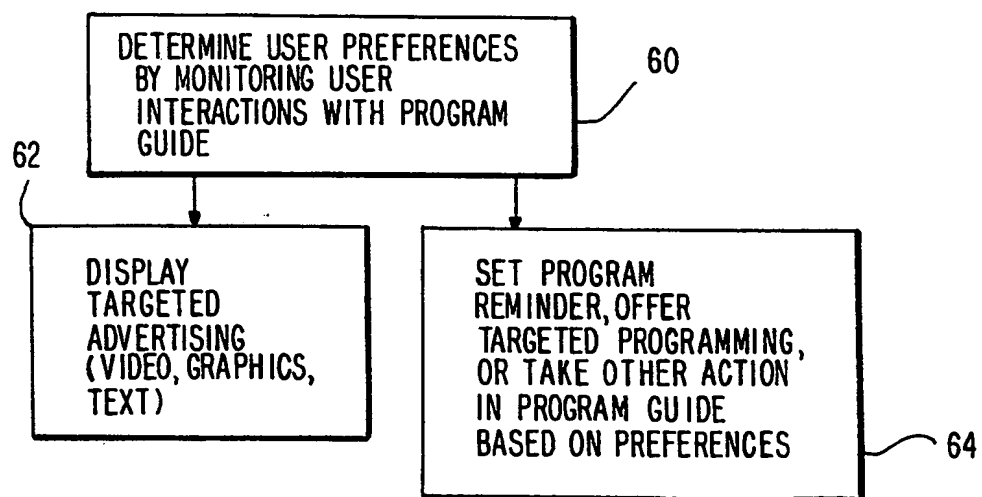 DETERMINE USER PREFERENCES
BY MONITORING USER
INTERACTIONS WITH PROGRAM
GUIDE
60
62
DISPLAY
TARGETED
ADVERTISING
(VIDEO, GRAPHICS,
TEXT)
SET PROGRAM
REMINDER, OFFER
TARGETED PROGRAMMING,
OR TAKE OTHER ACTION
IN PROGRAM GUIDE
BASED ON PREFERENCES
64